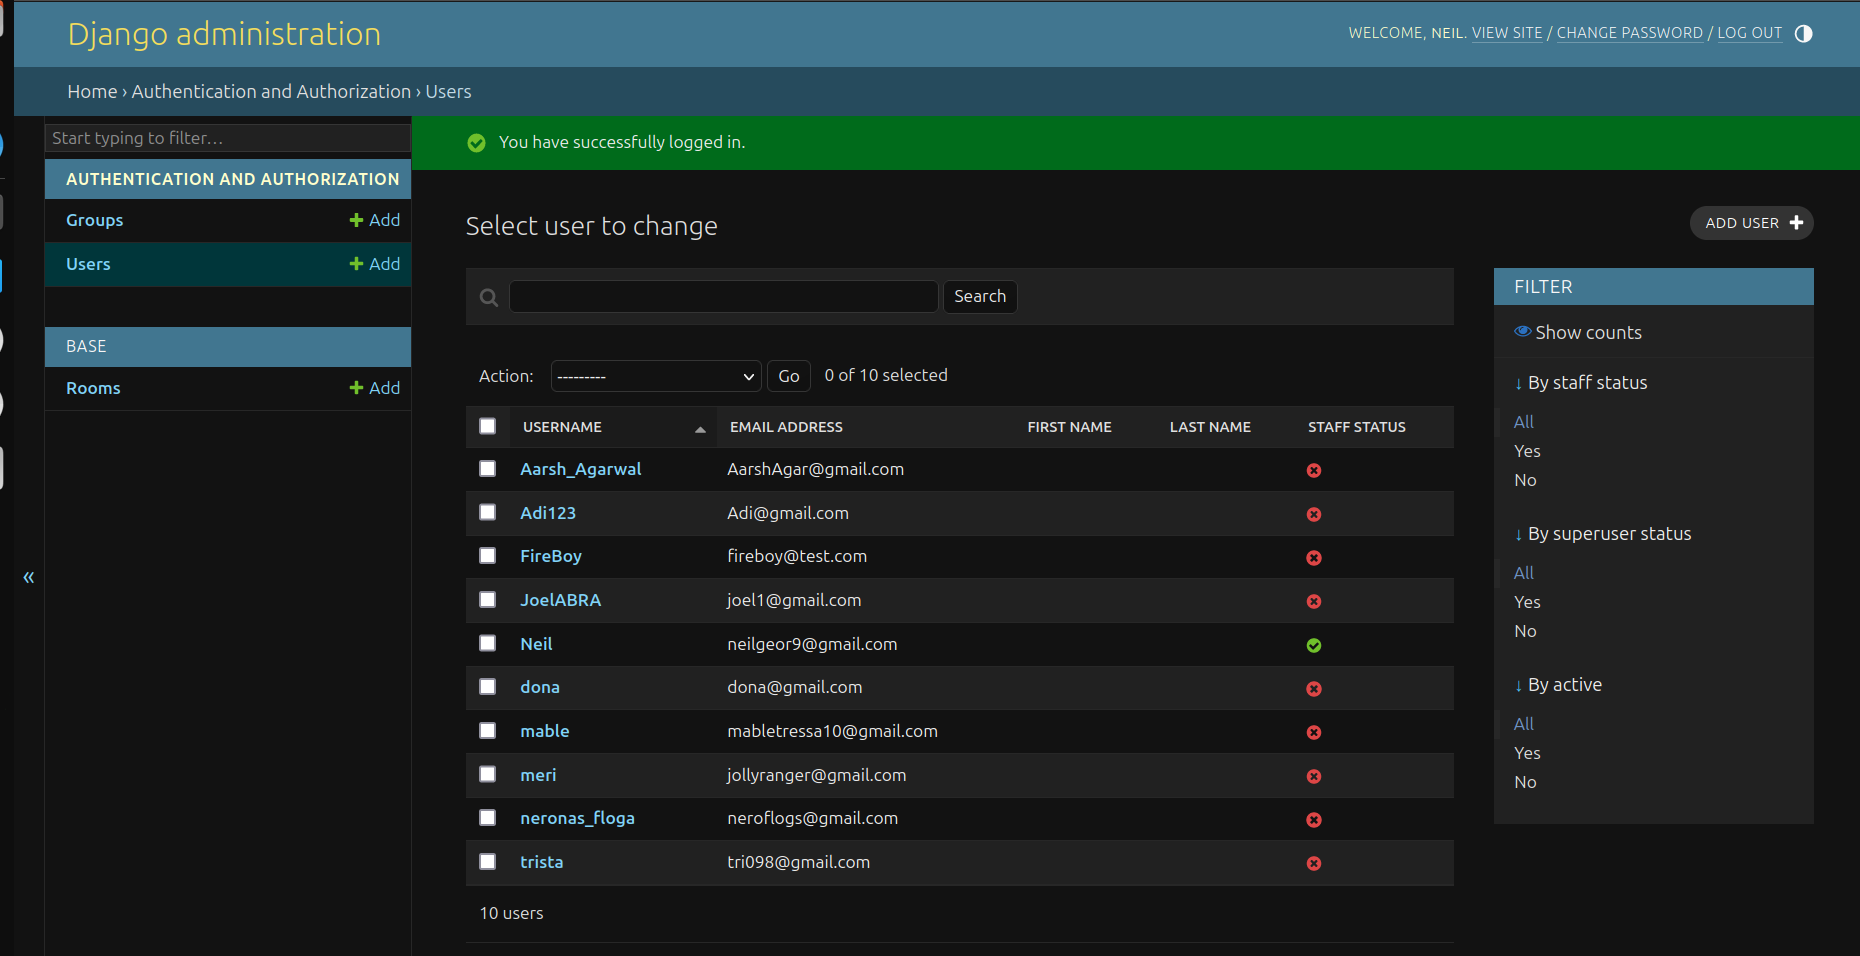 Django administration
WELCOME, NEIL. VIEW SITE / CHANGE PASSWORD / LOG OUT
Home › Authentication and Authorization › Users
Start typing to filter…
You have successfully logged in.
AUTHENTICATION AND AUTHORIZATION
Groups Add
Users Add
BASE
Rooms Add
«
Select user to change
ADD USER
Search
Action: --------- Go 0 of 10 selected
USERNAME EMAIL ADDRESS FIRST NAME LAST NAME STAFF STATUS
Aarsh_Agarwal AarshAgar@gmail.com
Adi123 Adi@gmail.com
FireBoy fireboy@test.com
JoelABRA joel1@gmail.com
Neil neilgeor9@gmail.com
dona dona@gmail.com
mable mabletressa10@gmail.com
meri jollyranger@gmail.com
neronas_floga neroflogs@gmail.com
trista tri098@gmail.com
10 users
FILTER
Show counts
↓ By staff status
All
Yes
No
↓ By superuser status
All
Yes
No
↓ By active
All
Yes
No